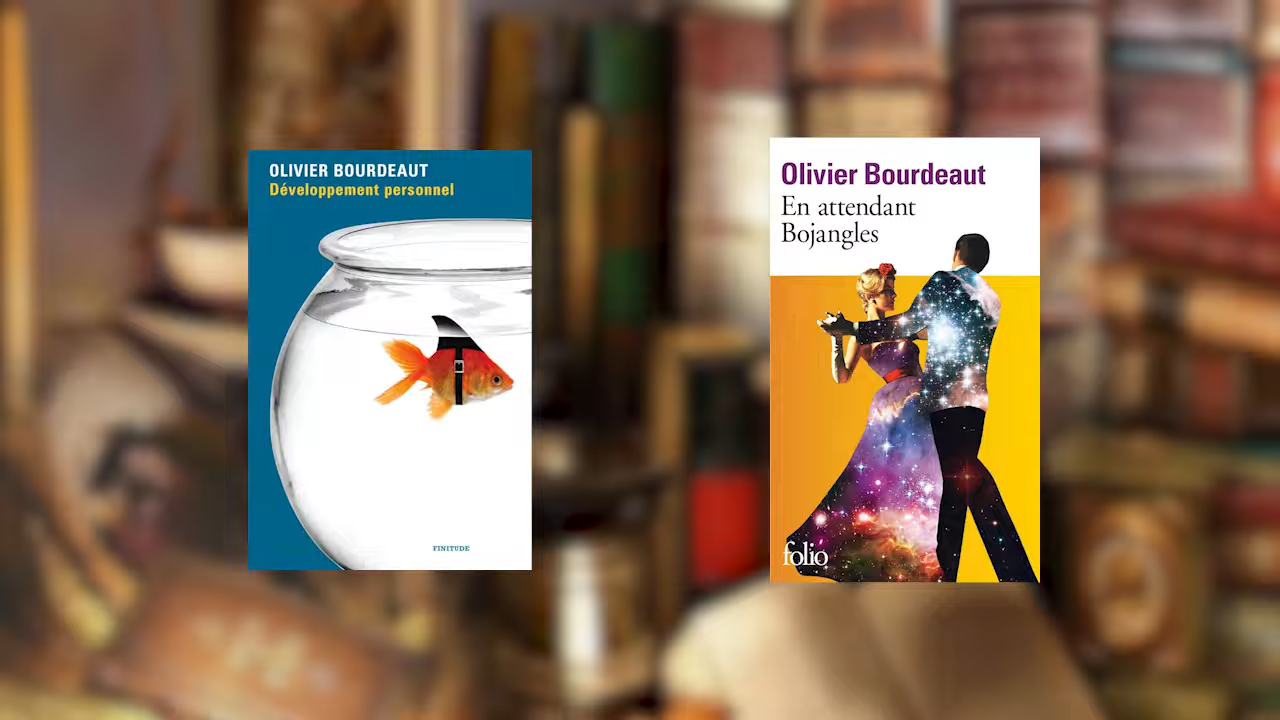 OLIVIER BOURDEAUT
Développement personnel
FINITUDE
Olivier Bourdeaut
En attendant
Bojangles
folio